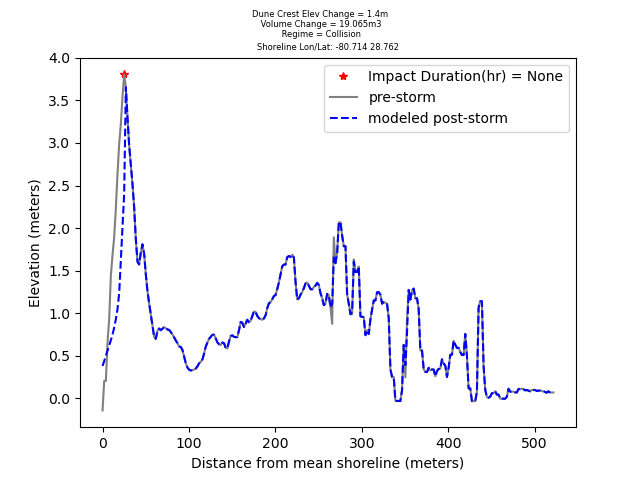 Dune Crest Elev Change = 1.4m
Volume Change = 19.065m3
Regime = Collision
Shoreline Lon/Lat: -80.714 28.762
Impact Duration(hr) = None
pre-storm
modeled post-storm
Elevation (meters)
4.0
3.5
3.0
2.5
2.0
1.5
1.0
0.5
0.0
0 100 200 300 400 500
Distance from mean shoreline (meters)